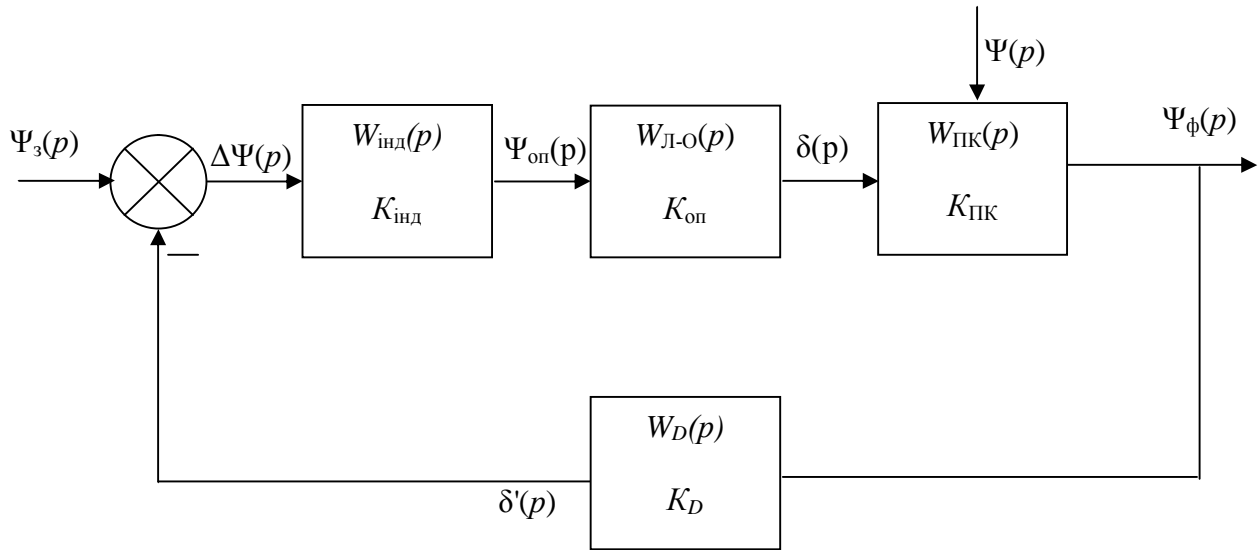 Ψ(p)
Ψз(p)
ΔΨ(p)
Wінд(p)
Kінд
Ψоп(p)
WЛ-О(p)
Kоп
δ(p)
WПК(p)
KПК
Ψф(p)
—
WD(p)
KD
δ'(p)